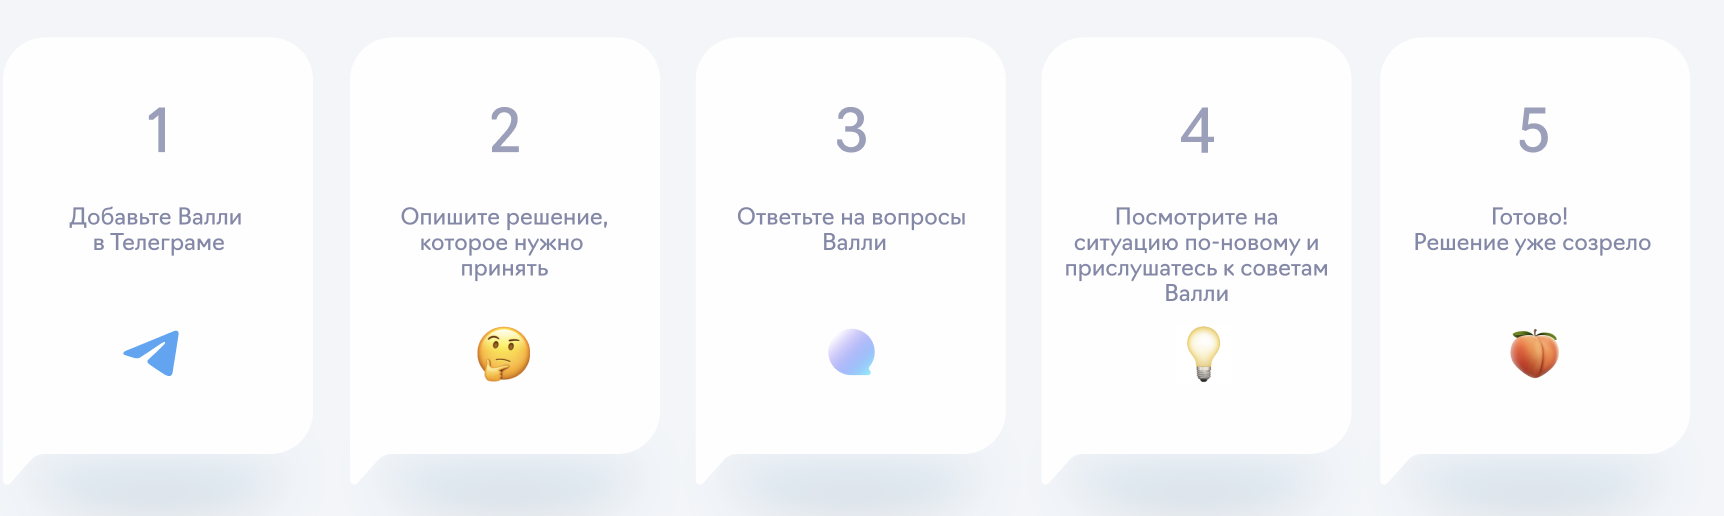 1
Добавьте Валли
в Телеграме
2
Опишите решение,
которое нужно
принять
3
Ответьте на вопросы
Валли
4
Посмотрите на
ситуацию по-новому и
прислушатесь к советам
Валли
5
Готово!
Решение уже созрело